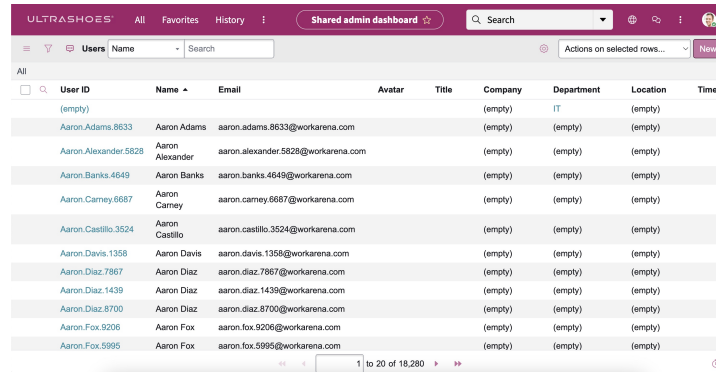 ULTRASHOES All Favorites History Shared admin dashboard Search
Users Name Search Actions on selected rows... New
All
User ID Name Email Avatar Title Company Department Location Time
(empty) (empty) IT (empty)
Aaron.Adams.8633 Aaron Adams aaron.adams.8633@workarena.com (empty) (empty) (empty)
Aaron.Alexander.5828 Aaron Alexander aaron.alexander.5828@workarena.com (empty) (empty) (empty)
Aaron.Banks.4649 Aaron Banks aaron.banks.4649@workarena.com (empty) (empty) (empty)
Aaron.Carney.6687 Aaron Carney aaron.carney.6687@workarena.com (empty) (empty) (empty)
Aaron.Castillo.3524 Aaron Castillo aaron.castillo.3524@workarena.com (empty) (empty) (empty)
Aaron.Davis.1358 Aaron Davis aaron.davis.1358@workarena.com (empty) (empty) (empty)
Aaron.Diaz.7867 Aaron Diaz aaron.diaz.7867@workarena.com (empty) (empty) (empty)
Aaron.Diaz.1439 Aaron Diaz aaron.diaz.1439@workarena.com (empty) (empty) (empty)
Aaron.Diaz.8700 Aaron Diaz aaron.diaz.8700@workarena.com (empty) (empty) (empty)
Aaron.Fox.9206 Aaron Fox aaron.fox.9206@workarena.com (empty) (empty) (empty)
Aaron.Fox.5995 Aaron Fox aaron.fox.5995@workarena.com (empty) (empty) (empty)
1 to 20 of 18,280